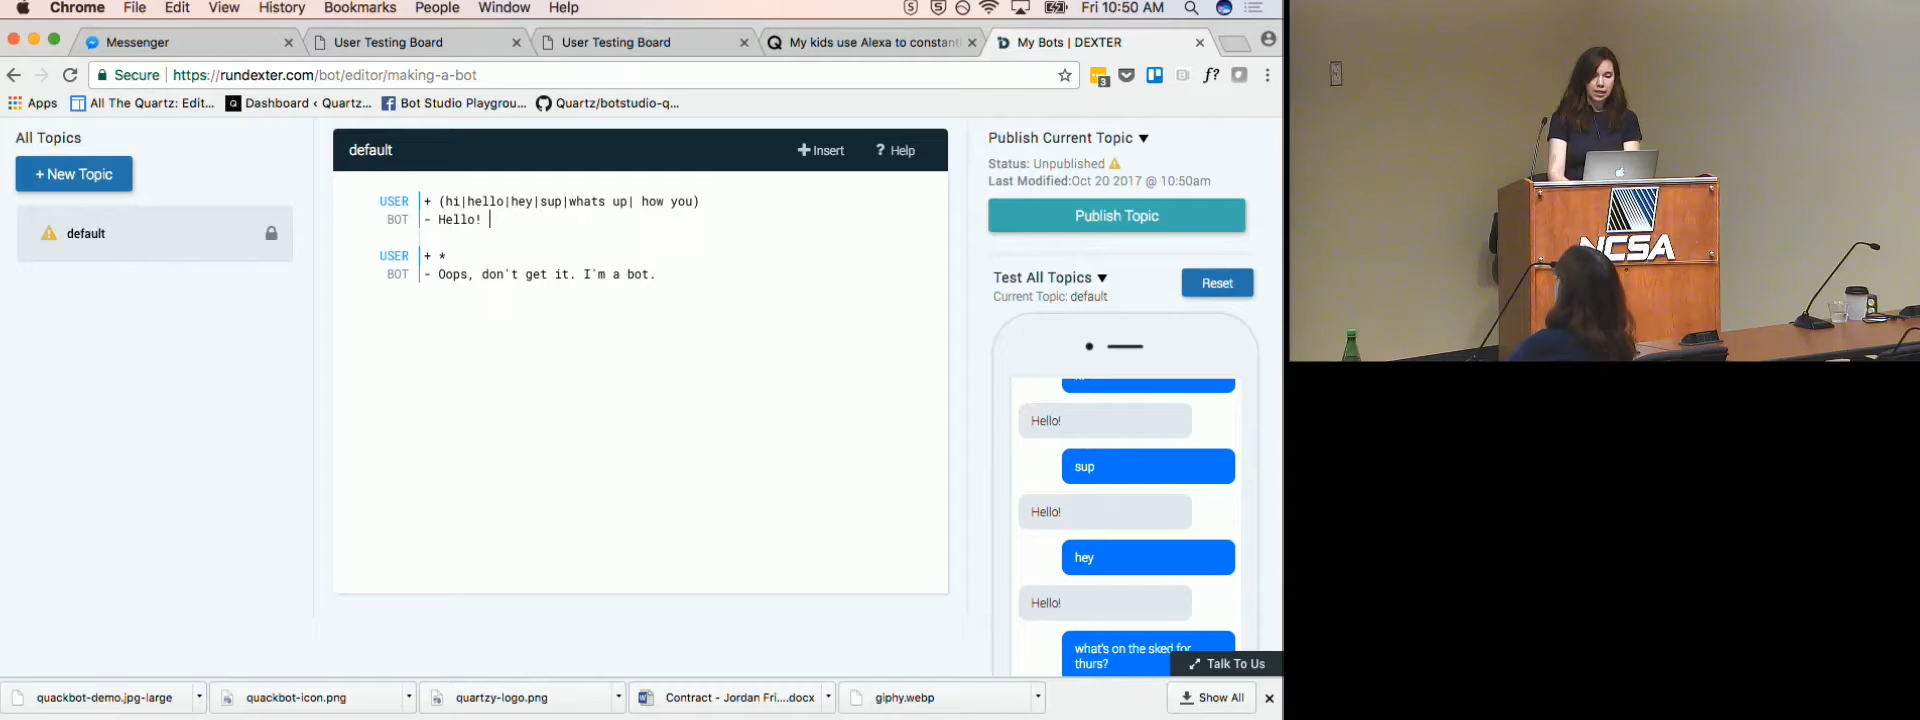 Chrome File Edit View History Bookmarks People Window Help
Fri 10:50 AM
Messenger
User Testing Board
User Testing Board
My kids use Alexa to constant
My Bots | DEXTER
Secure https://rundexter.com/bot/editor/making-a-bot
3
f?
Apps All The Quartz: Edit... Dashboard ‹ Quartz... Bot Studio Playgrou... Quartz/botstudio-q...
All Topics
+ New Topic
default
default
Insert
? Help
USER + (hi|hello|hey|sup|whats up| how you)
BOT - Hello!
USER + *
BOT - Oops, don't get it. I'm a bot.
Publish Current Topic
Status: Unpublished
Last Modified:Oct 20 2017 @ 10:50am
Publish Topic
Test All Topics
Reset
Current Topic: default
Hello!
sup
Hello!
hey
Hello!
what's on the sked for
thurs?
Talk To Us
quackbot-demo.jpg-large
quackbot-icon.png
quartzy-logo.png
Contract - Jordan Fri....docx
giphy.webp
Show All
NCSA